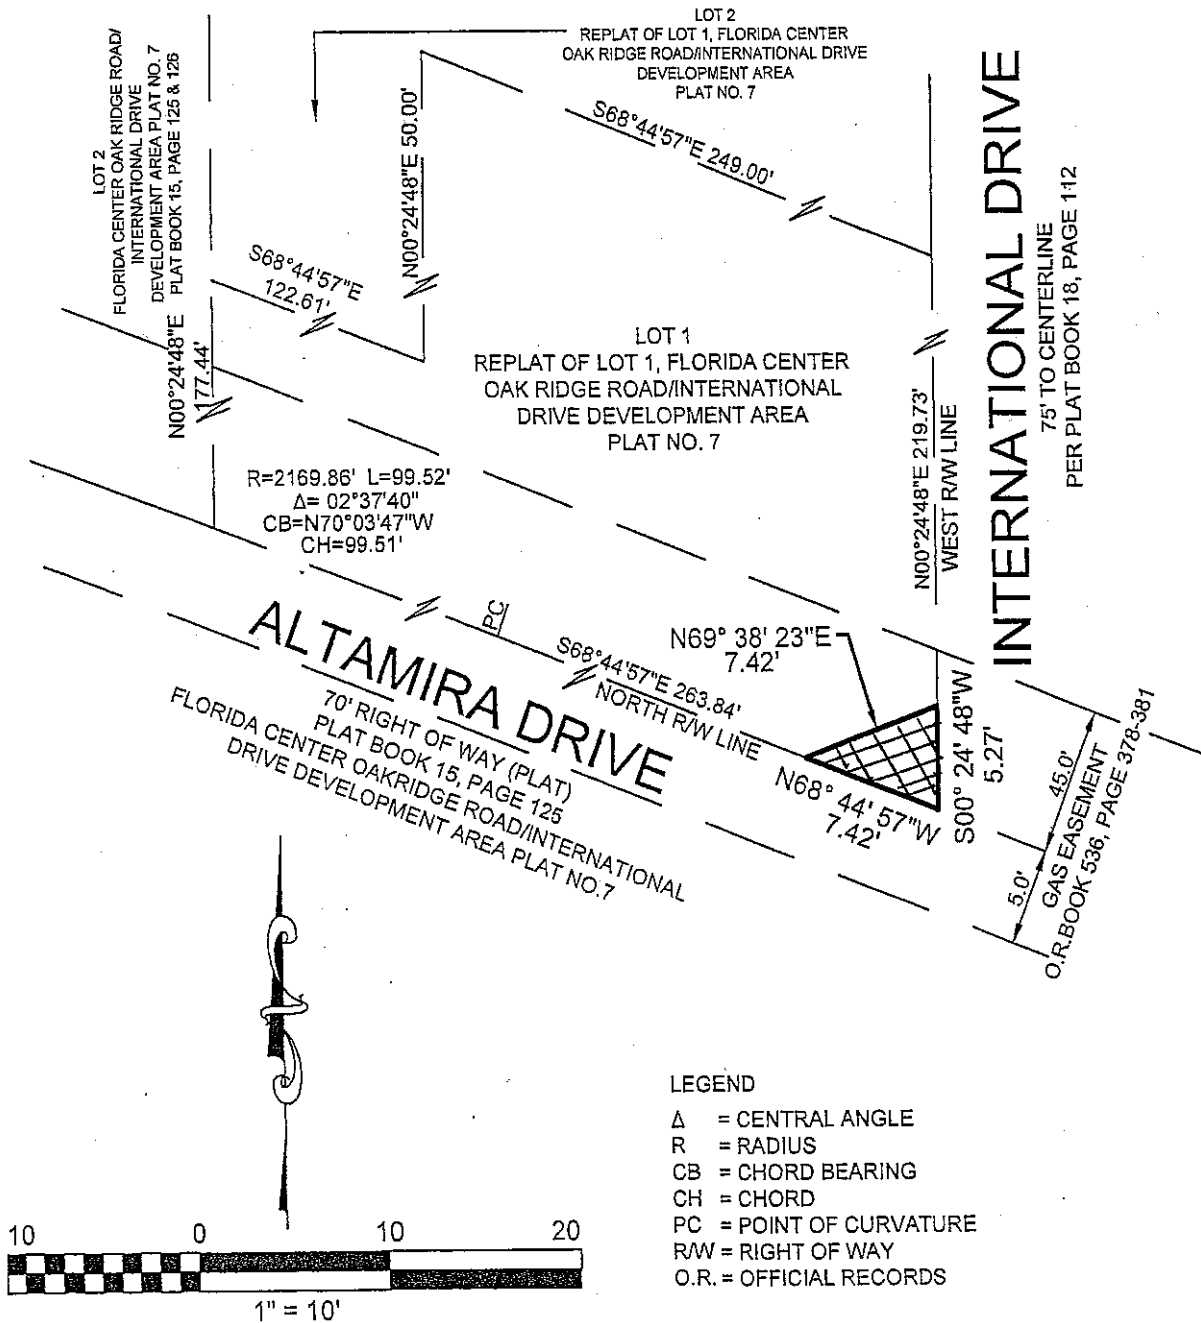 LOT 2
REPLAT OF LOT 1, FLORIDA CENTER
OAK RIDGE ROAD/INTERNATIONAL DRIVE
DEVELOPMENT AREA
PLAT NO. 7
LOT 2
FLORIDA CENTER OAK RIDGE ROAD/
INTERNATIONAL DRIVE
DEVELOPMENT AREA PLAT NO. 7
PLAT BOOK 15, PAGE 125 & 126
N00°24'48"E
177.44'
S68°44'57"E
122.61'
N00°24'48"E 50.00'
S68°44'57"E 249.00'
INTERNATIONAL DRIVE
75' TO CENTERLINE
PER PLAT BOOK 18, PAGE 112
LOT 1
REPLAT OF LOT 1, FLORIDA CENTER
OAK RIDGE ROAD/INTERNATIONAL
DRIVE DEVELOPMENT AREA
PLAT NO. 7
N00°24'48"E 219.73'
WEST R/W LINE
R=2169.86' L=99.52'
Δ= 02°37'40"
CB=N70°03'47"W
CH=99.51'
PC
S68°44'57"E 263.84'
NORTH R/W LINE
N69° 38' 23"E
7.42'
N68° 44' 57"W
7.42'
S00° 24' 48"W
5.27'
ALTAMIRA DRIVE
70' RIGHT OF WAY (PLAT)
PLAT BOOK 15, PAGE 125
FLORIDA CENTER OAKRIDGE ROAD/INTERNATIONAL
DRIVE DEVELOPMENT AREA PLAT NO.7
45.0'
5.0'
GAS EASEMENT
O.R.BOOK 536, PAGE 378-381
LEGEND
Δ = CENTRAL ANGLE
R = RADIUS
CB = CHORD BEARING
CH = CHORD
PC = POINT OF CURVATURE
R/W = RIGHT OF WAY
O.R. = OFFICIAL RECORDS
10 0 10 20
1" = 10'